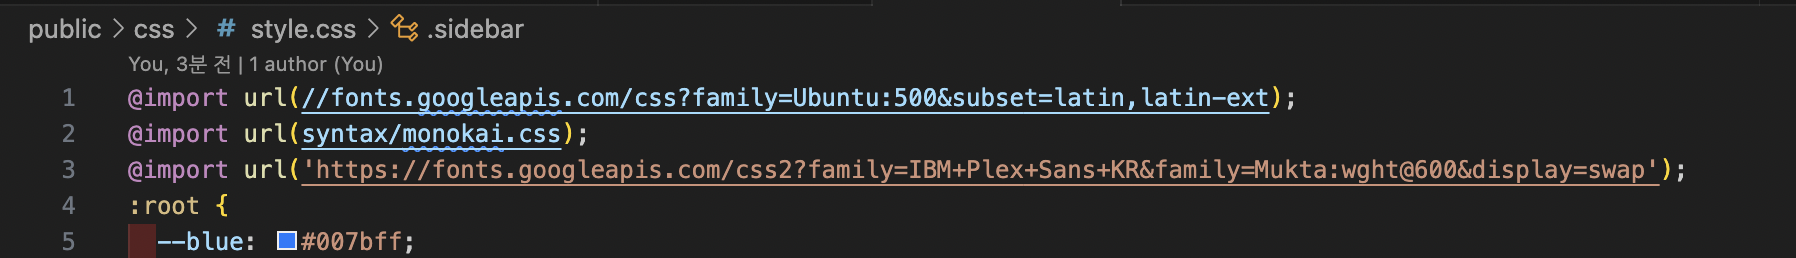 public > css > # style.css > .sidebar
You, 3분 전 | 1 author (You)
1 @import url(//fonts.googleapis.com/css?family=Ubuntu:500&subset=latin,latin-ext);
2 @import url(syntax/monokai.css);
3 @import url('https://fonts.googleapis.com/css2?family=IBM+Plex+Sans+KR&family=Mukta:wght@600&display=swap');
4 :root {
5 --blue: #007bff;